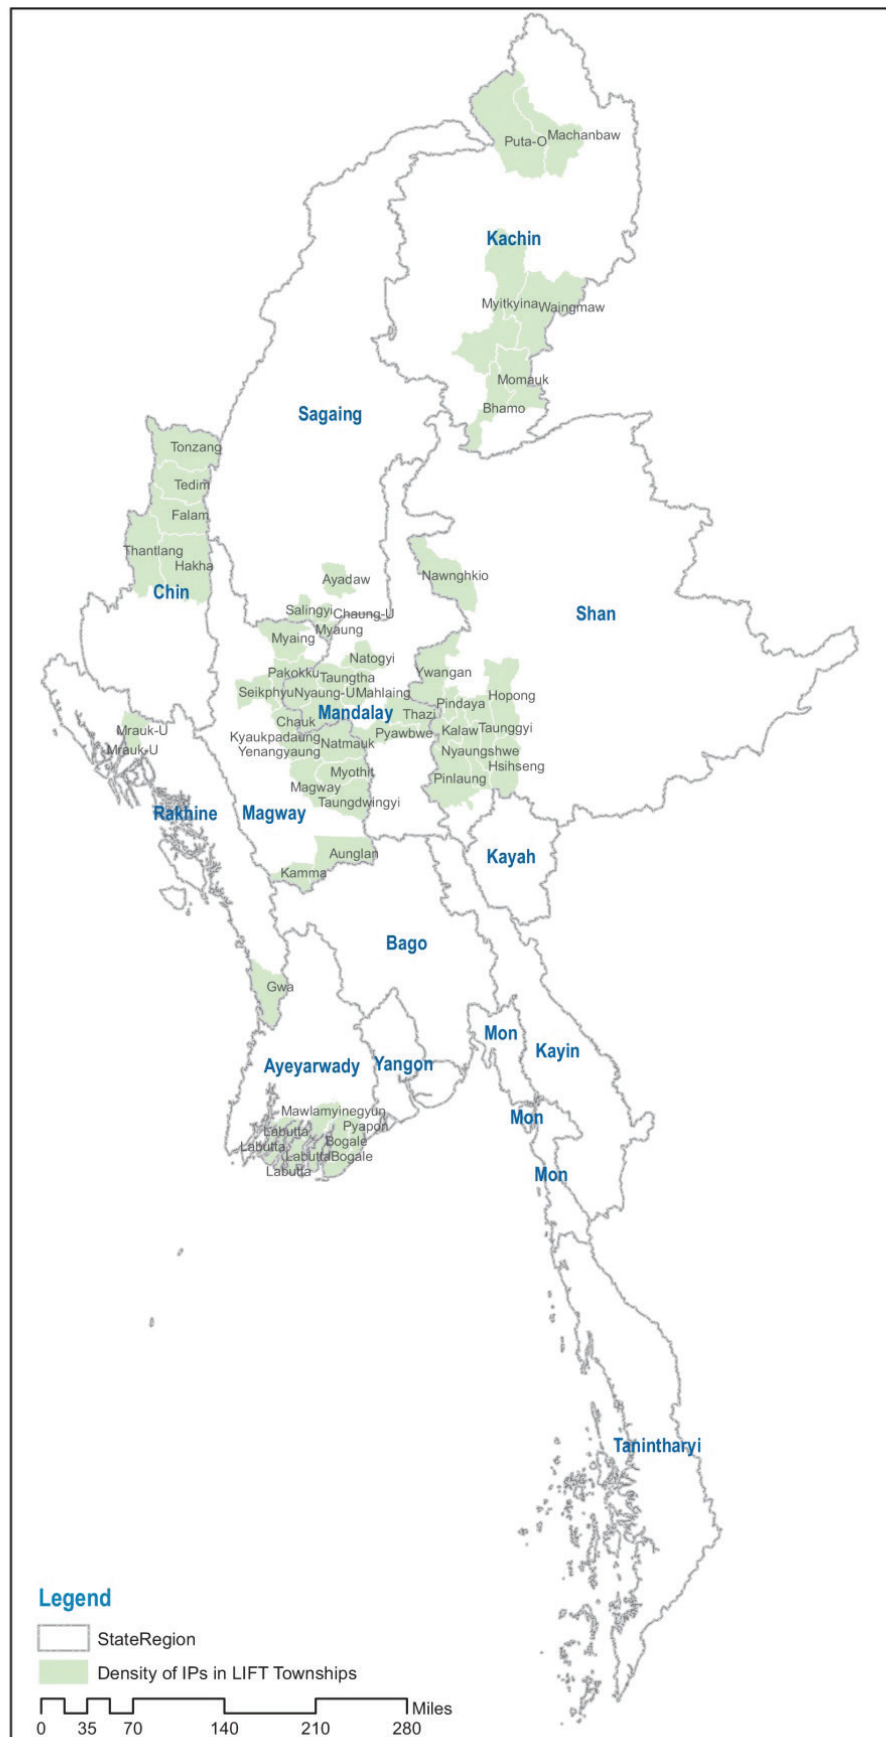 Puta-O
Machanbaw
Kachin
Myitkyina
Waingmaw
Momauk
Bhamo
Sagaing
Tonzang
Tedim
Falam
Thantlang
Hakha
Chin
Nawnghkio
Ayadaw
Shan
Salingyi
Chaung-U
Myaung
Myaing
Natogyi
Pakokku
Taungtha
Ywangan
Seikphyu
Nyaung-U
Mahlaing
Hopong
Pindaya
Mandalay
Thazi
Chauk
Mrauk-U
Kyaukpadaung
Pyawbwe
Kalaw
Taunggyi
Natmauk
Mrauk-U
Yenangyaung
Nyaungshwe
Hsihseng
Myothit
Pinlaung
Magway
Taungdwingyi
Rakhine
Magway
Aunglan
Kayah
Kamma
Bago
Gwa
Mon
Kayin
Ayeyarwady
Yangon
Mawlamyinegyun
Mon
Pyapon
Labutta
Bogale
Labutta
Labutta
Bogale
Labutta
Mon
Tanintharyi
Legend
StateRegion
Density of IPs in LIFT Townships
Miles
0 35 70 140 210 280